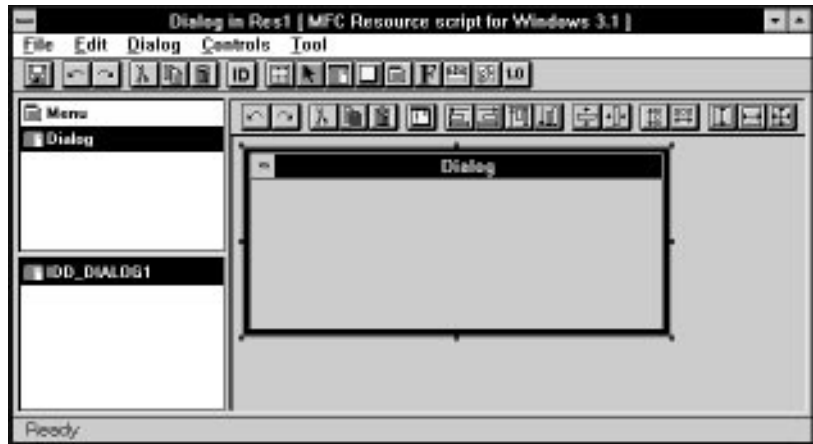 Dialog in Res1 [ MFC Resource script for Windows 3.1 ]
File Edit Dialog Controls Tool
ID F 1.0
Menu
Dialog
Dialog
IDD_DIALOG1
Ready